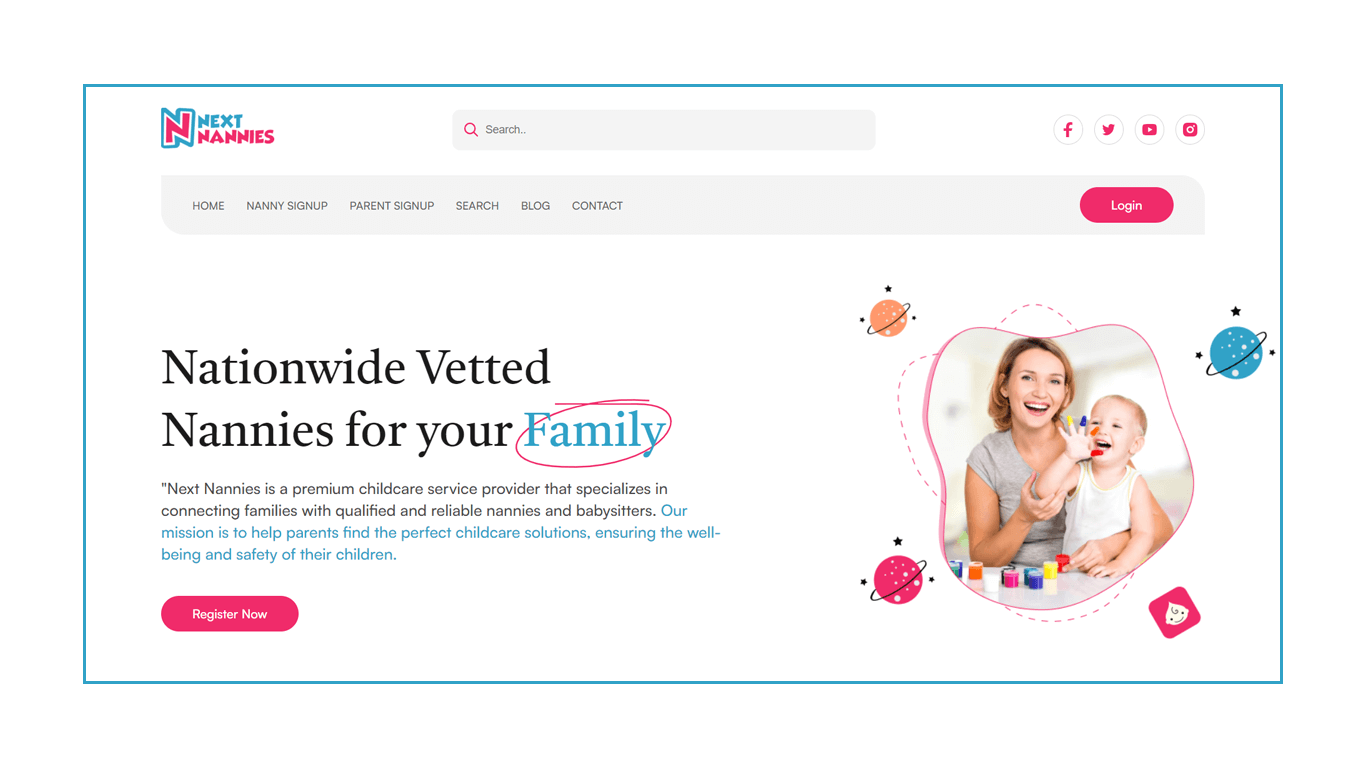 NEXT
NANNIES
Search..
HOME NANNY SIGNUP PARENT SIGNUP SEARCH BLOG CONTACT
Login
Nationwide Vetted
Nannies for your Family
"Next Nannies is a premium childcare service provider that specializes in
connecting families with qualified and reliable nannies and babysitters. Our
mission is to help parents find the perfect childcare solutions, ensuring the well-
being and safety of their children.
Register Now